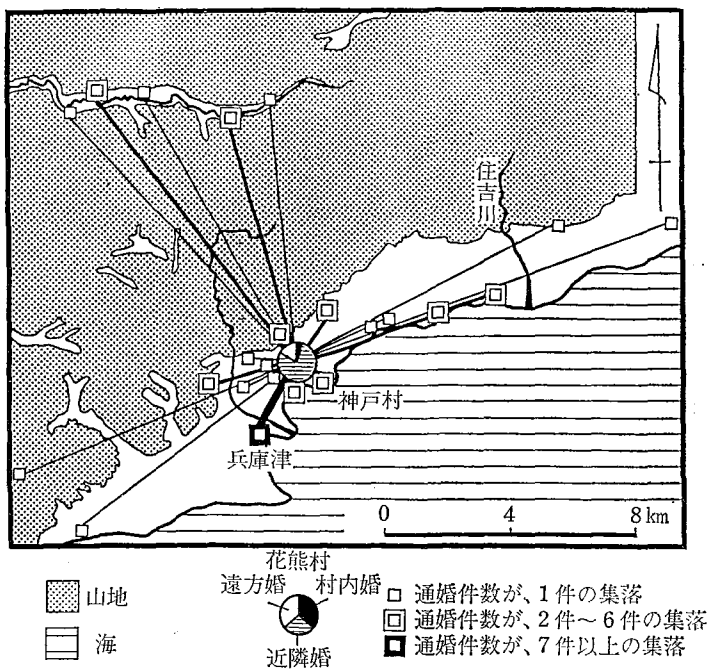 住吉川
神戸村
兵庫津
0 4 8km
花熊村
遠方婚 村内婚
近隣婚
山地
海
通婚件数が、1件の集落
通婚件数が、2件~6件の集落
通婚件数が、7件以上の集落